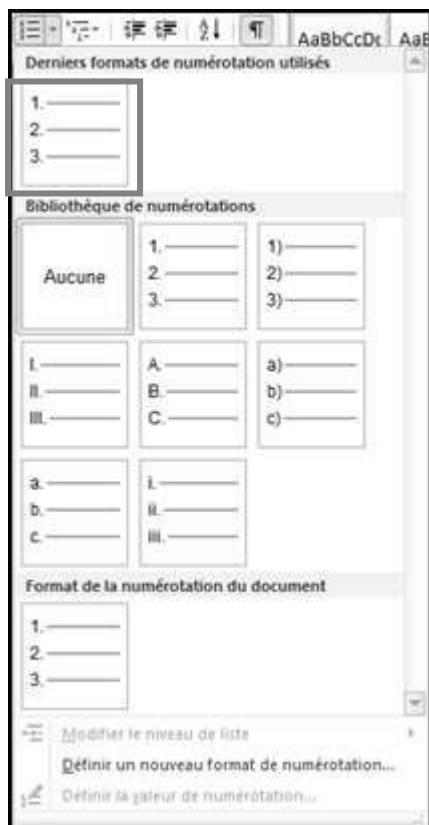 AaBbCcDc AaB
Derniers formats de numérotation utilisés
1.
2.
3.
Bibliothèque de numérotations
Aucune
1.
2.
3.
1)
2)
3)
I.
II.
III.
A.
B.
C.
a)
b)
c)
a.
b.
c.
i.
ii.
iii.
Format de la numérotation du document
1.
2.
3.
Modifier le niveau de liste
Définir un nouveau format de numérotation...
Définir la valeur de numérotation...